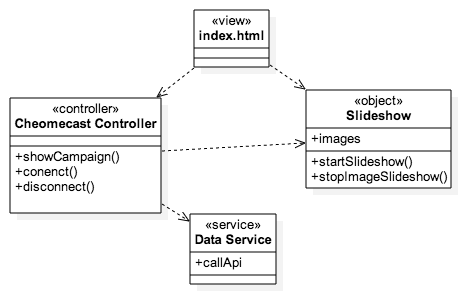 «view»
index.html
«controller»
Cheomecast Controller
+showCampaign()
+conenct()
+disconnect()
«object»
Slideshow
+images
+startSlideshow()
+stopImageSlideshow()
«service»
Data Service
+callApi